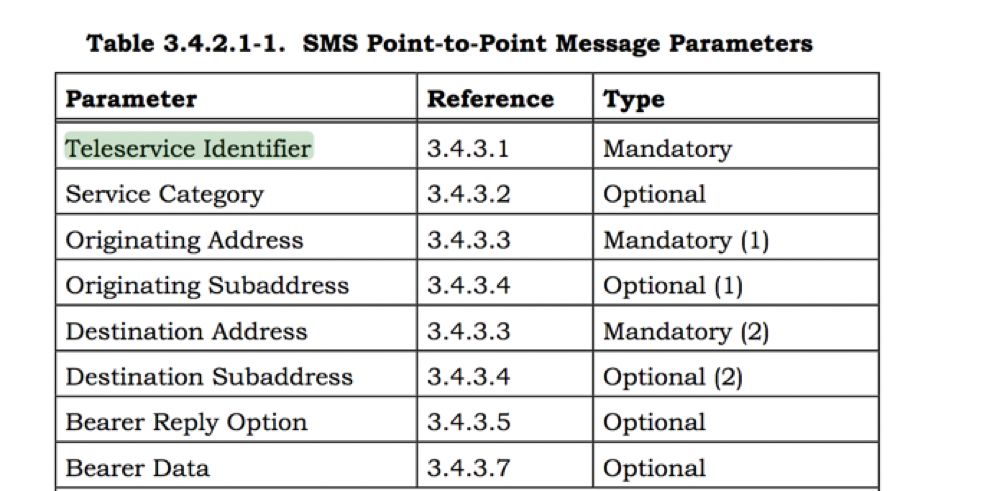 Table 3.4.2.1-1. SMS Point-to-Point Message Parameters
Parameter Reference Type
Teleservice Identifier 3.4.3.1 Mandatory
Service Category 3.4.3.2 Optional
Originating Address 3.4.3.3 Mandatory (1)
Originating Subaddress 3.4.3.4 Optional (1)
Destination Address 3.4.3.3 Mandatory (2)
Destination Subaddress 3.4.3.4 Optional (2)
Bearer Reply Option 3.4.3.5 Optional
Bearer Data 3.4.3.7 Optional